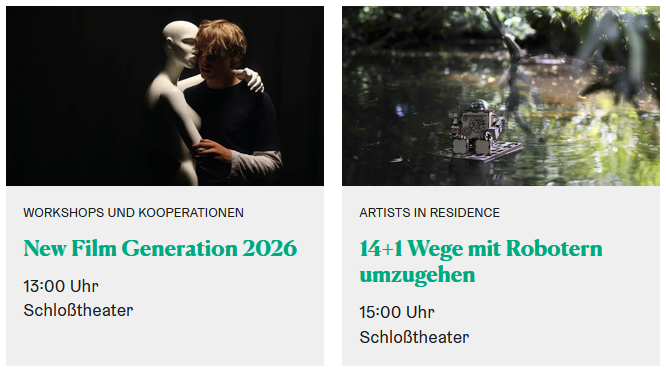 WORKSHOPS UND KOOPERATIONEN
New Film Generation 2026
13:00 Uhr
Schloßtheater
ARTISTS IN RESIDENCE
14+1 Wege mit Robotern
umzugehen
15:00 Uhr
Schloßtheater